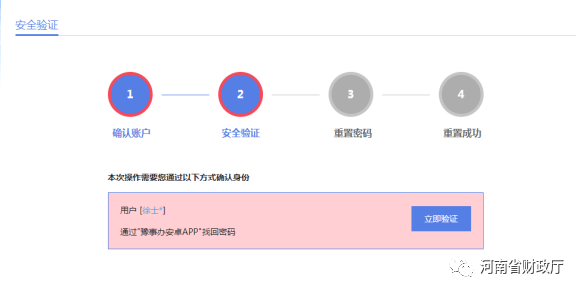 安全验证
1
2
3
4
确认账户
安全验证
重置密码
重置成功
本次操作需要您通过以下方式确认身份
用户 [徐士*]
立即验证
通过"豫事办安卓APP"找回密码
河南省财政厅